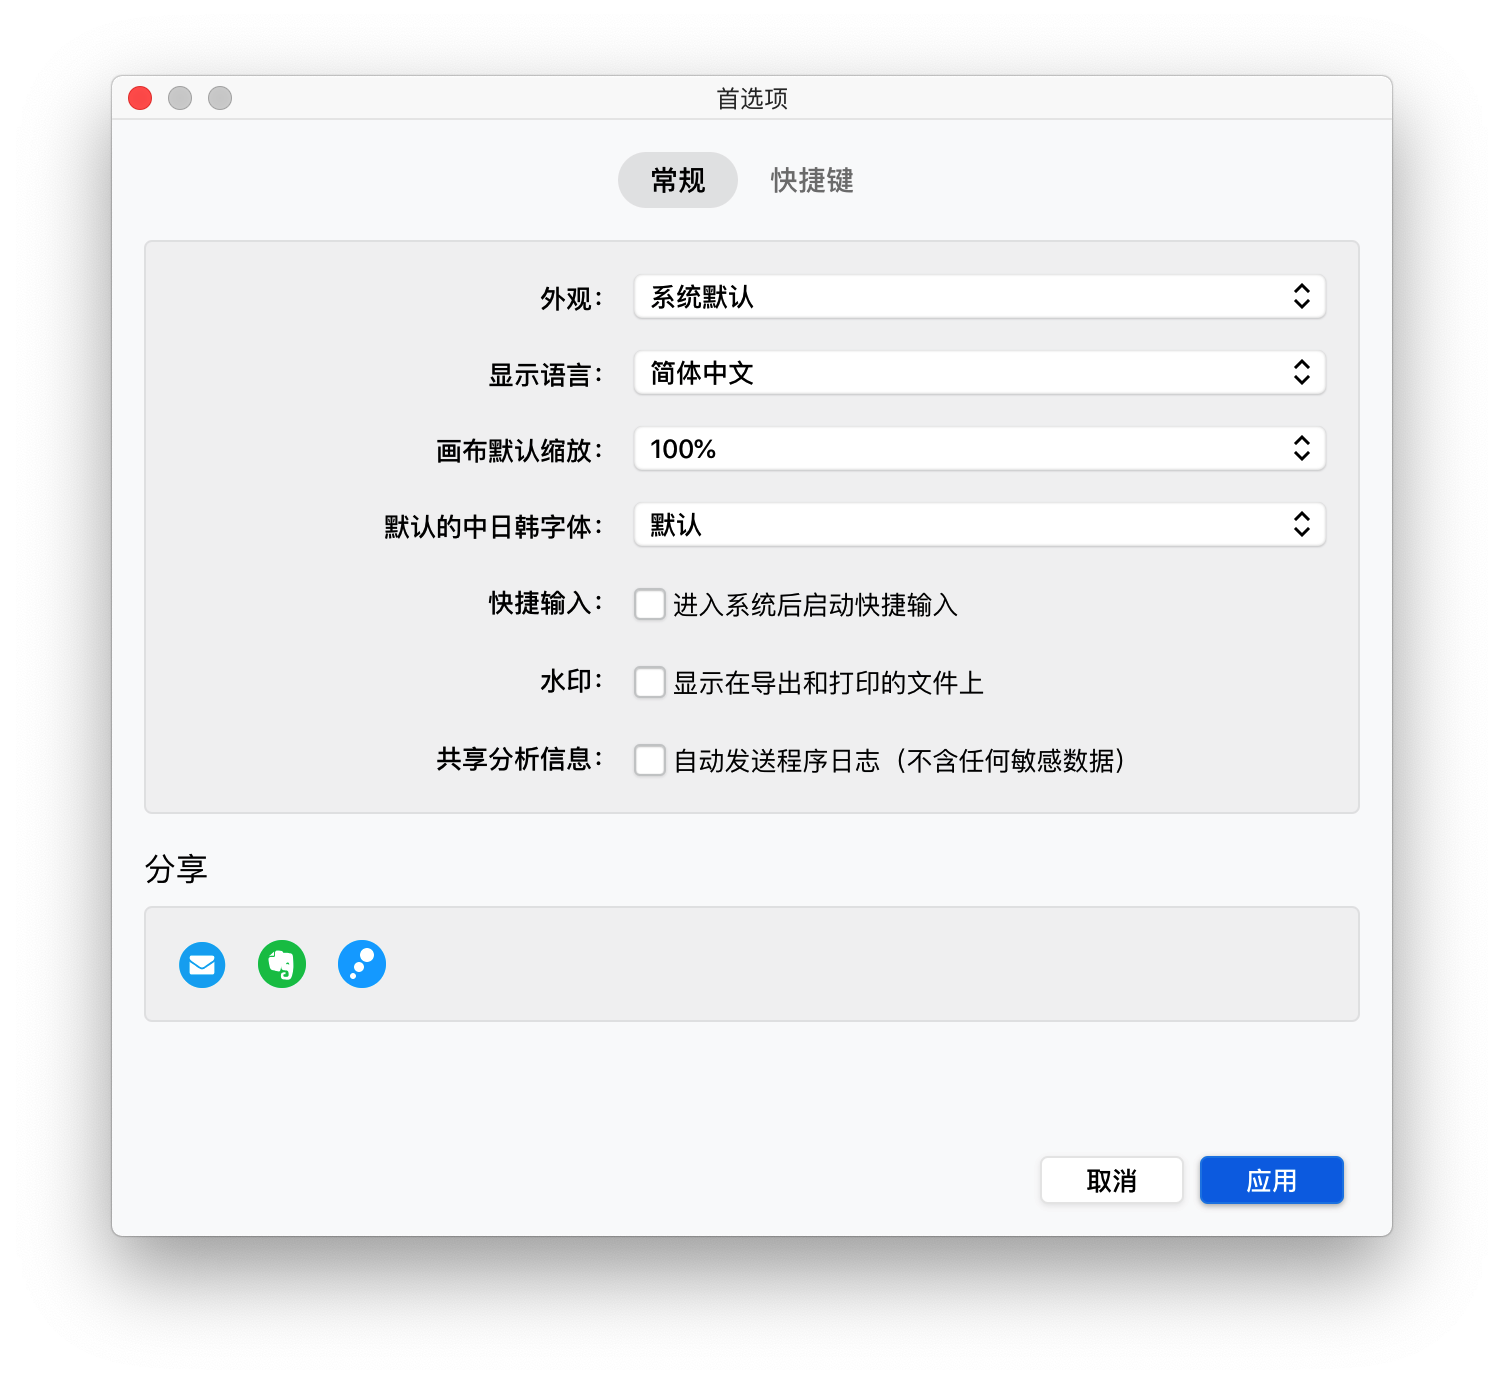 首选项
常规 快捷键
外观： 系统默认
显示语言： 简体中文
画布默认缩放： 100%
默认的中日韩字体： 默认
快捷输入： 进入系统后启动快捷输入
水印： 显示在导出和打印的文件上
共享分析信息： 自动发送程序日志（不含任何敏感数据）
分享
取消 应用